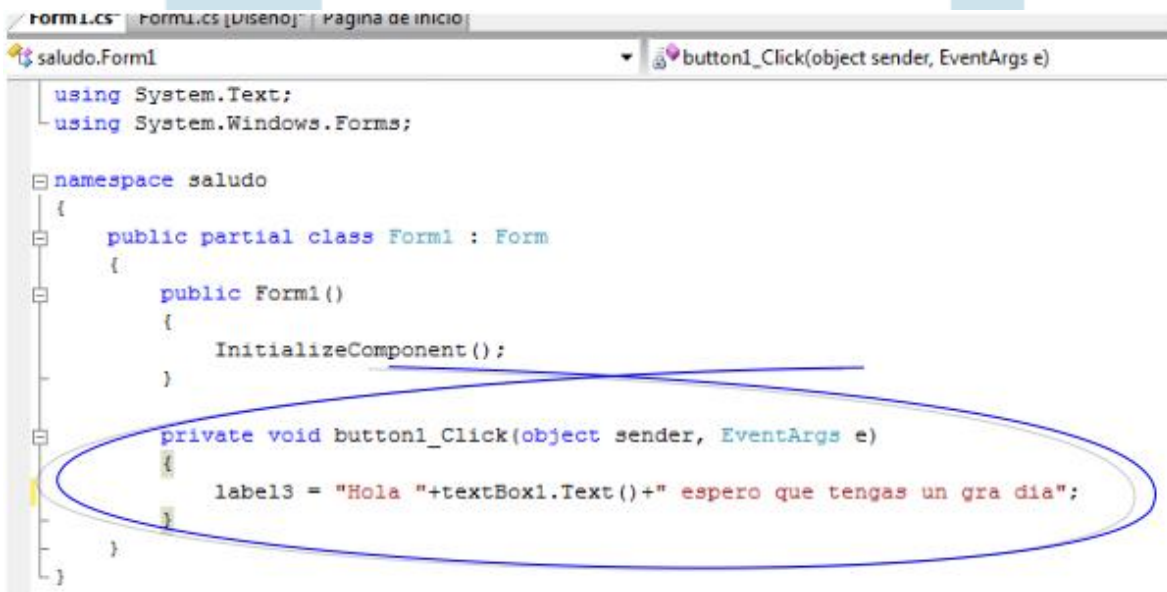 Form1.cs* Form1.cs [Diseño]* Página de inicio
saludo.Form1 button1_Click(object sender, EventArgs e)
using System.Text;
using System.Windows.Forms;
namespace saludo
{
public partial class Form1 : Form
{
public Form1()
{
InitializeComponent();
}
private void button1_Click(object sender, EventArgs e)
{
label3 = "Hola "+textBox1.Text()+" espero que tengas un gra dia";
}
}
}